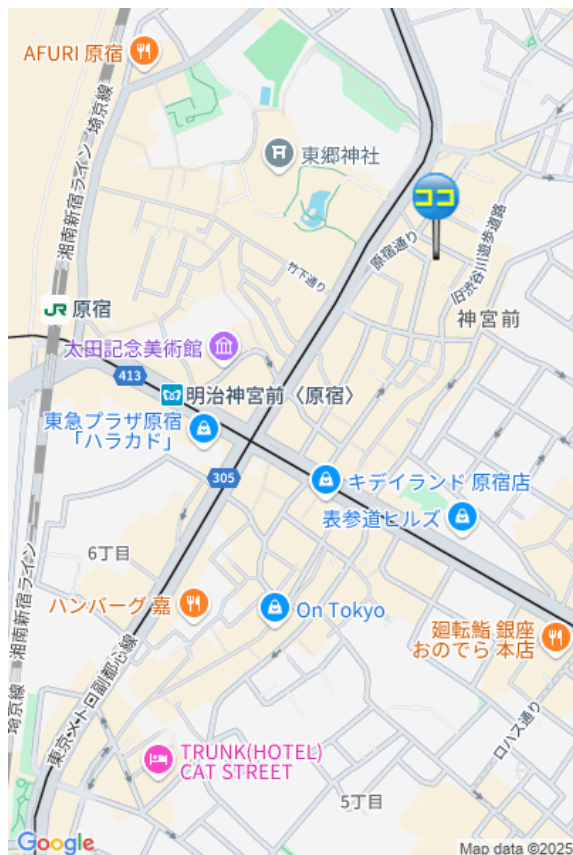 AFURI 原宿
湘南新宿ライン 埼京線
東郷神社
ココ
原宿通り
旧渋谷川遊歩道路
竹下通り
JR 原宿
神宮前
太田記念美術館
413
明治神宮前〈原宿〉
東急プラザ原宿
「ハラカド」
305
キデイランド 原宿店
表参道ヒルズ
6丁目
ハンバーグ 嘉
On Tokyo
廻転鮨 銀座
おのでら 本店
埼京線 湘南新宿ライン
東京メトロ副都心線
ロハス通り
TRUNK(HOTEL)
CAT STREET
5丁目
Google
Map data ©2025